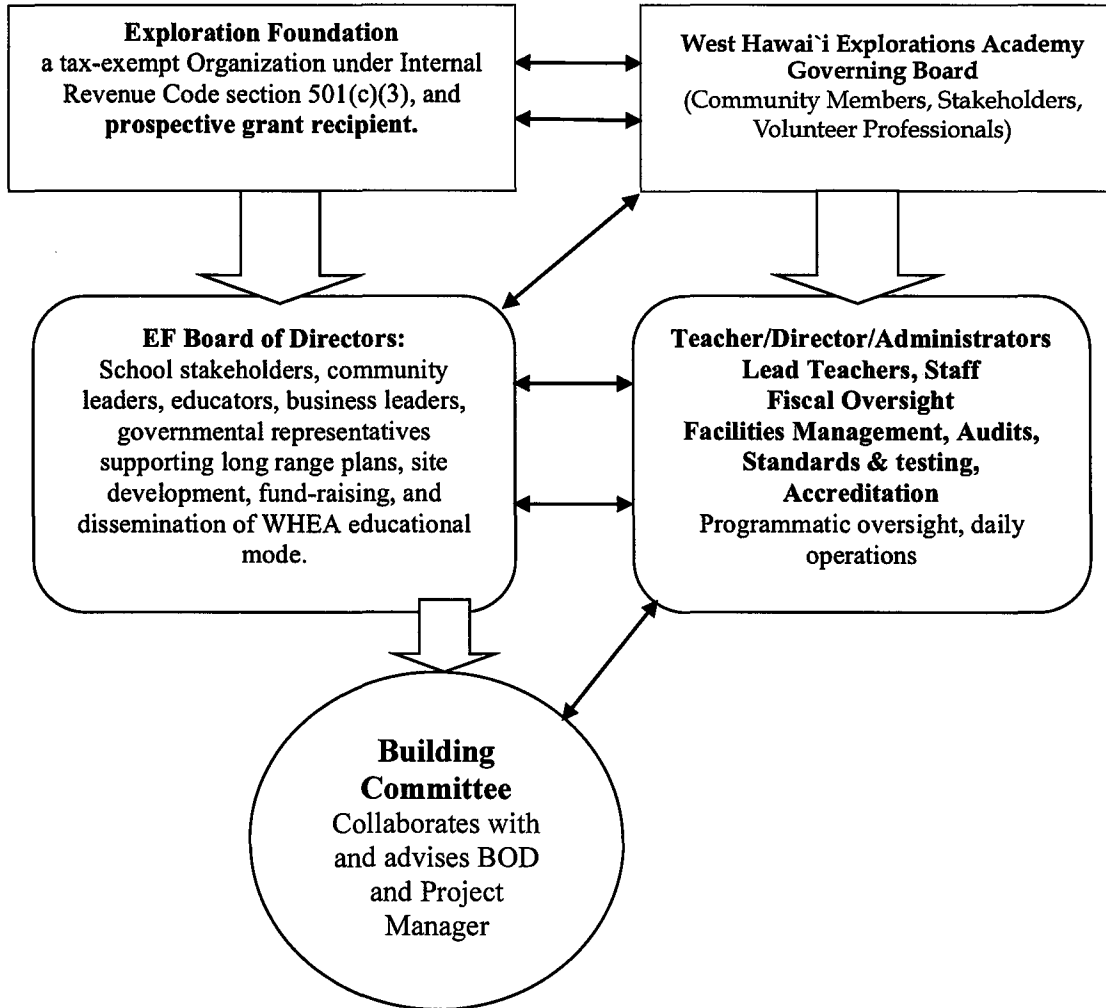 Exploration Foundation
a tax-exempt Organization under Internal
Revenue Code section 501(c)(3), and
prospective grant recipient.
West Hawai`i Explorations Academy
Governing Board
(Community Members, Stakeholders,
Volunteer Professionals)
EF Board of Directors:
School stakeholders, community
leaders, educators, business leaders,
governmental representatives
supporting long range plans, site
development, fund-raising, and
dissemination of WHEA educational
mode.
Teacher/Director/Administrators
Lead Teachers, Staff
Fiscal Oversight
Facilities Management, Audits,
Standards & testing,
Accreditation
Programmatic oversight, daily
operations
Building
Committee
Collaborates with
and advises BOD
and Project
Manager